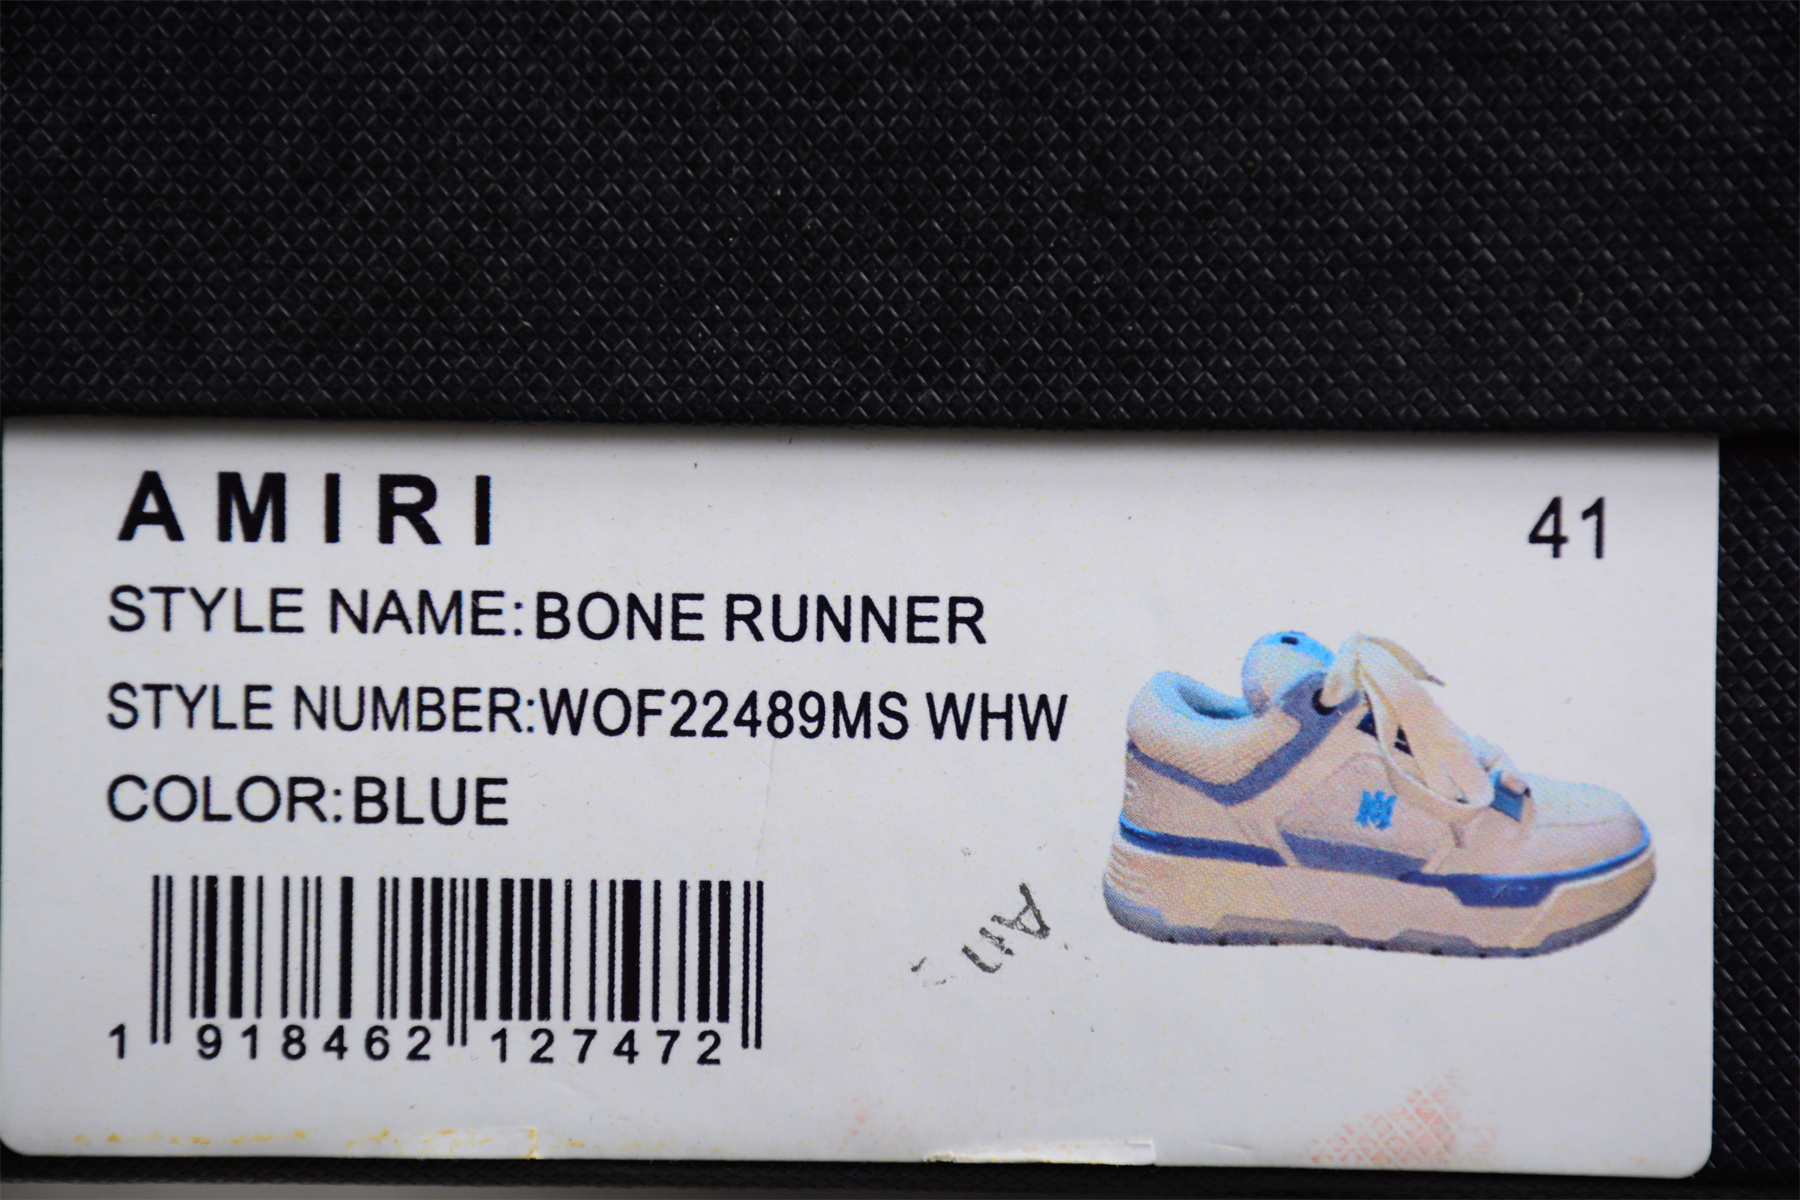 AMIRI
41
STYLE NAME:BONE RUNNER
STYLE NUMBER:WOF22489MS WHW
COLOR:BLUE
1 918462 127472